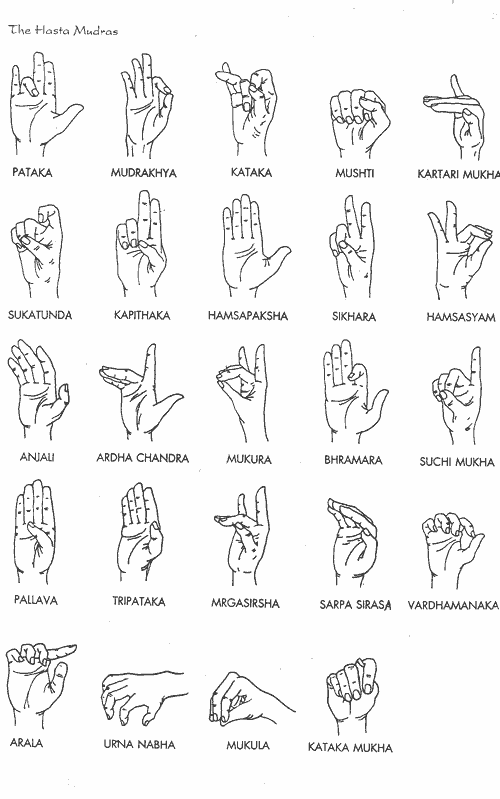 The Hasta Mudras
PATAKA MUDRAKHYA KATAKA MUSHTI KARTARI MUKHA
SUKATUNDA KAPITHAKA HAMSAPAKSHA SIKHARA HAMSASYAM
ANJALI ARDHA CHANDRA MUKURA BHRAMARA SUCHI MUKHA
PALLAVA TRIPATAKA MRGASIRSHA SARPA SIRASA VARDHAMANAKA
ARALA URNA NABHA MUKULA KATAKA MUKHA